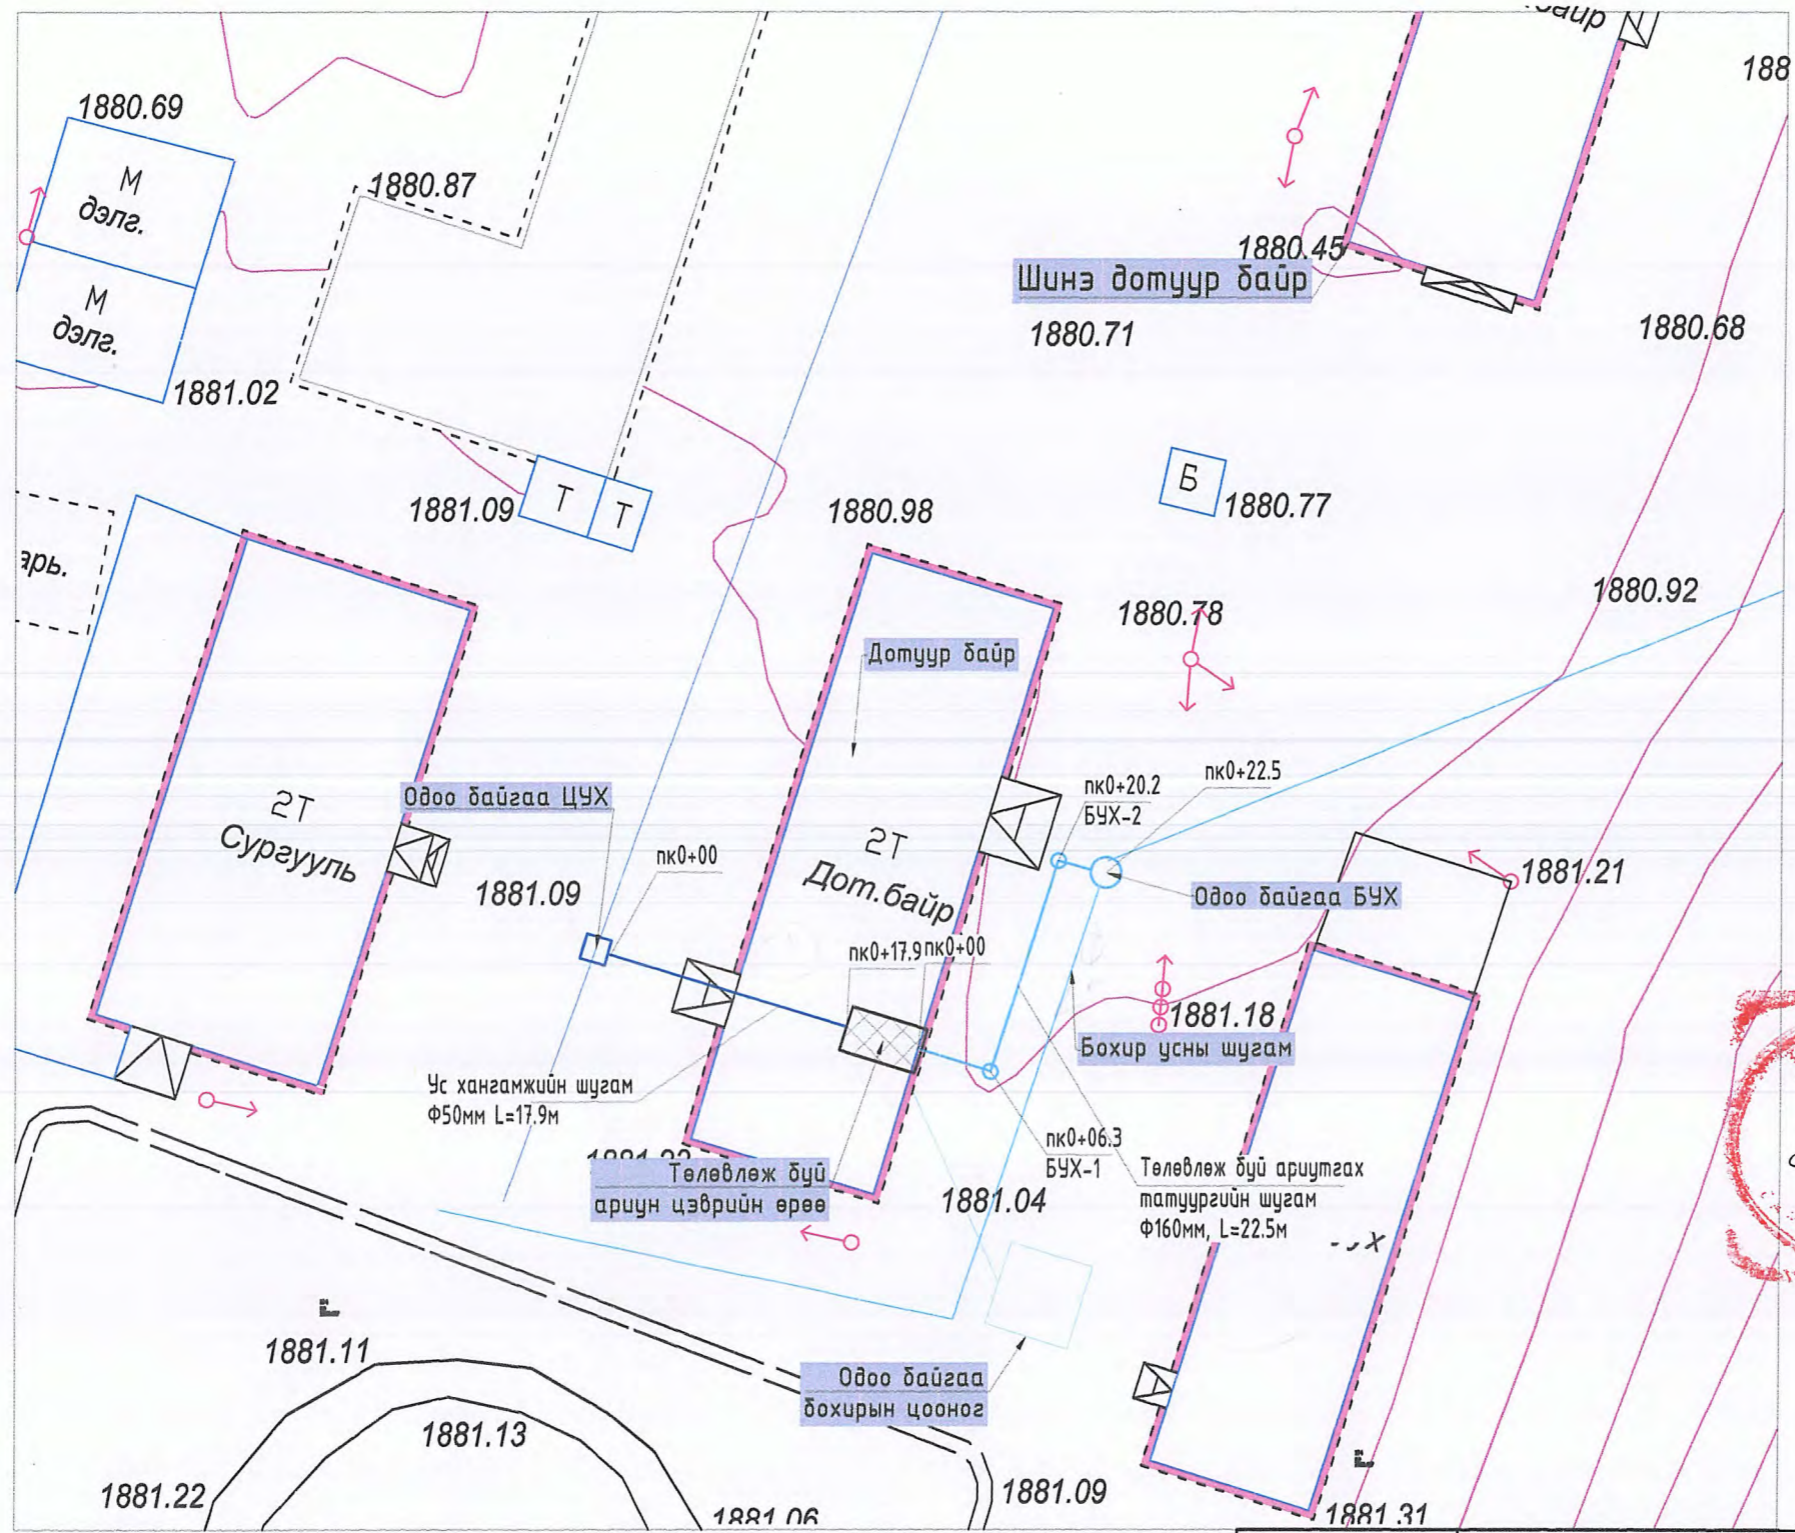 1880.69
М
дэлг.
М
дэлг.
1881.02
1880.87
1880.45
Шинэ дотуур байр
1880.71
1880.68
1881.09
Т
Т
1880.98
Б
1880.77
1880.92
1880.78
Дотуур байр
Одоо байгаа ЦУХ
пк0+00
2Т
Сургууль
1881.09
2Т
Дот.байр
пк0+20.2
БУХ-2
пк0+22.5
1881.21
Одоо байгаа БУХ
пк0+17.9
пк0+00
1881.18
Бохир усны шугам
Ус хангамжийн шугам
Ф50мм L=17.9м
пк0+06.3
БУХ-1
Төлөвлөж буй
ариун цэврийн өрөө
1881.04
Төлөвлөж буй ариутгах
татуургийн шугам
Ф160мм, L=22.5м
1881.11
Одоо байгаа
бохирын цооног
1881.13
1881.22
1881.06
1881.09
1881.31